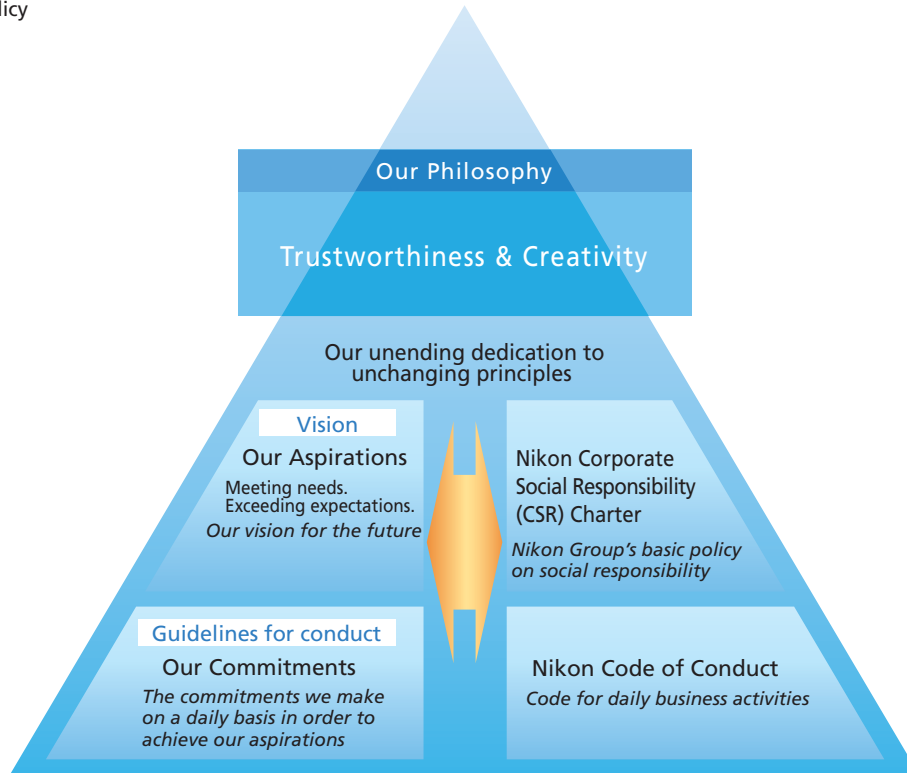 licy
Our Philosophy
Trustworthiness & Creativity
Our unending dedication to
unchanging principles
Vision
Our Aspirations
Meeting needs.
Exceeding expectations.
Our vision for the future
Nikon Corporate
Social Responsibility
(CSR) Charter
Nikon Group's basic policy
on social responsibility
Guidelines for conduct
Our Commitments
The commitments we make
on a daily basis in order to
achieve our aspirations
Nikon Code of Conduct
Code for daily business activities